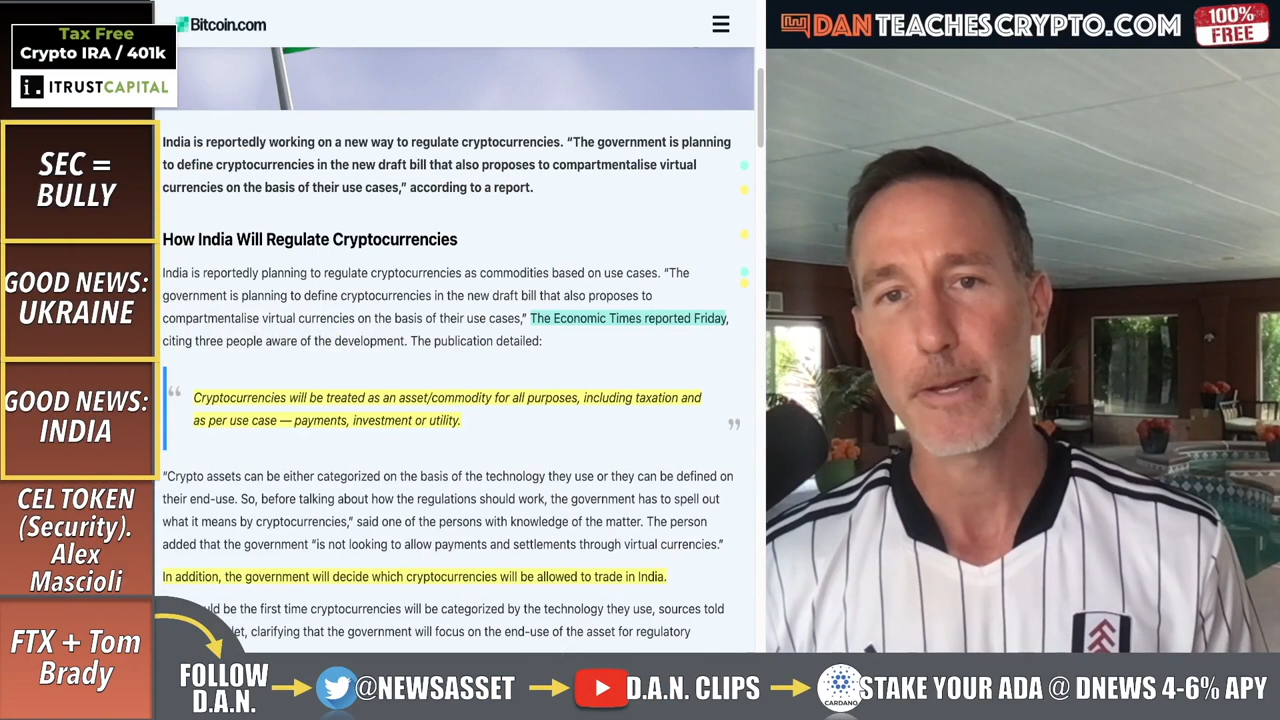 Tax Free
Crypto IRA / 401k
i. ITRUSTCAPITAL
SEC =
BULLY
GOOD NEWS:
UKRAINE
GOOD NEWS:
INDIA
CEL TOKEN
(Security).
Alex
Mascioli
FTX + Tom
Brady
Bitcoin.com
India is reportedly working on a new way to regulate cryptocurrencies. “The government is planning
to define cryptocurrencies in the new draft bill that also proposes to compartmentalise virtual
currencies on the basis of their use cases,” according to a report.
How India Will Regulate Cryptocurrencies
India is reportedly planning to regulate cryptocurrencies as commodities based on use cases. “The
government is planning to define cryptocurrencies in the new draft bill that also proposes to
compartmentalise virtual currencies on the basis of their use cases,” The Economic Times reported Friday,
citing three people aware of the development. The publication detailed:
“ Cryptocurrencies will be treated as an asset/commodity for all purposes, including taxation and
as per use case — payments, investment or utility. ”
“Crypto assets can be either categorized on the basis of the technology they use or they can be defined on
their end-use. So, before talking about how the regulations should work, the government has to spell out
what it means by cryptocurrencies,” said one of the persons with knowledge of the matter. The person
added that the government “is not looking to allow payments and settlements through virtual currencies.”
In addition, the government will decide which cryptocurrencies will be allowed to trade in India.
be the first time cryptocurrencies will be categorized by the technology they use, sources told
clarifying that the government will focus on the end-use of the asset for regulatory
DANTEACHESCRYPTO.COM
100%
FREE
FOLLOW
D.A.N.
@NEWSASSET
D.A.N. CLIPS
CARDANO
STAKE YOUR ADA @ DNEWS 4-6% APY